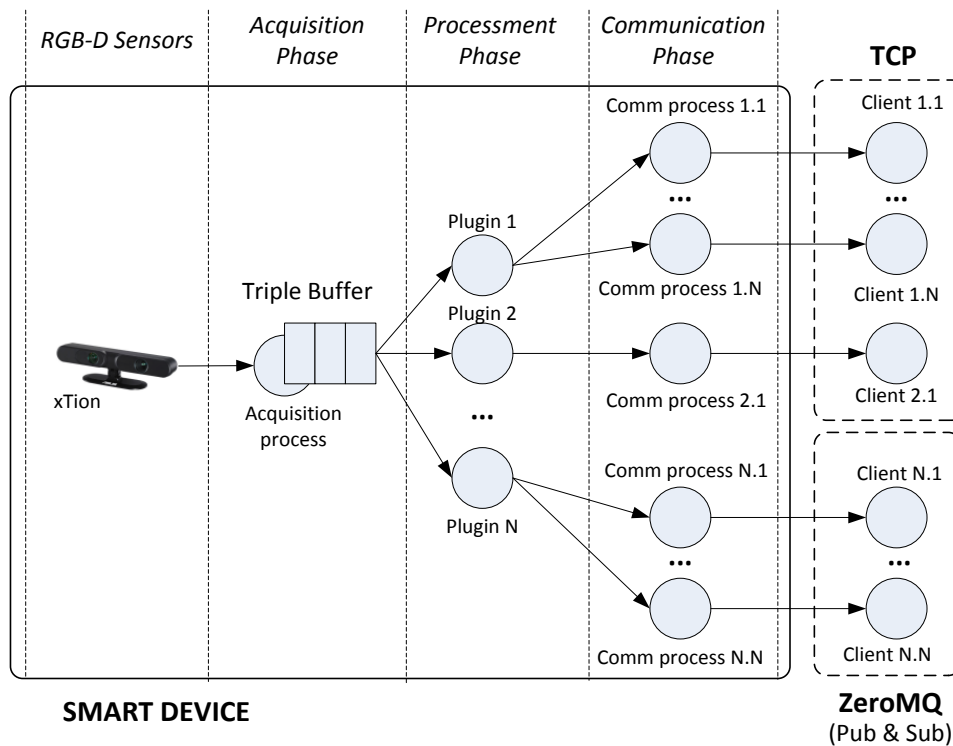 RGB-D Sensors
Acquisition
Phase
Processment
Phase
Communication
Phase
TCP
Comm process 1.1
Client 1.1
...
...
Plugin 1
Comm process 1.N
Client 1.N
Triple Buffer
Plugin 2
xTion
Acquisition
process
Comm process 2.1
Client 2.1
...
Comm process N.1
Client N.1
Plugin N
...
...
Comm process N.N
Client N.N
SMART DEVICE
ZeroMQ
(Pub & Sub)